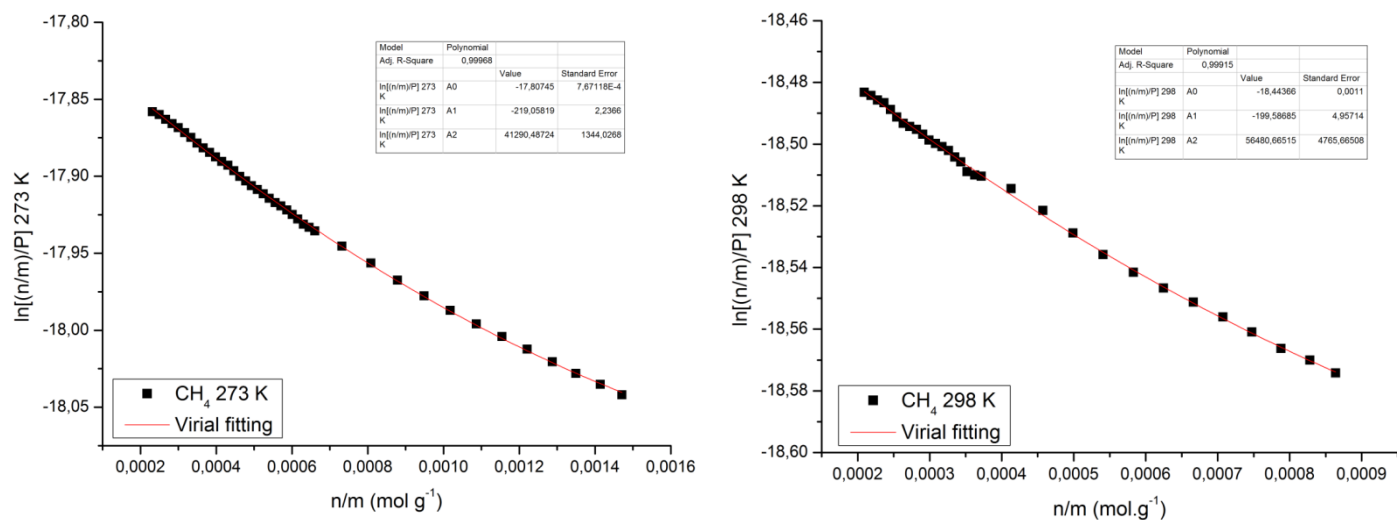 -17,80
-17,85
-17,90
-17,95
-18,00
-18,05
ln[(n/m)/P] 273 K
Model Polynomial
Adj. R-Square 0,99968
Value Standard Error
ln[(n/m)/P] 273 K A0 -17,80745 7,67118E-4
ln[(n/m)/P] 273 K A1 -219,05819 2,2366
ln[(n/m)/P] 273 K A2 41290,48724 1344,0268
CH₄ 273 K
Virial fitting
0,0002 0,0004 0,0006 0,0008 0,0010 0,0012 0,0014 0,0016
n/m (mol g⁻¹)
-18,46
-18,48
-18,50
-18,52
-18,54
-18,56
-18,58
-18,60
ln[(n/m)/P] 298 K
Model Polynomial
Adj. R-Square 0,99915
Value Standard Error
ln[(n/m)/P] 298 K A0 -18,44366 0,0011
ln[(n/m)/P] 298 K A1 -199,58685 4,95714
ln[(n/m)/P] 298 K A2 56480,66515 4765,66508
CH₄ 298 K
Virial fitting
0,0002 0,0003 0,0004 0,0005 0,0006 0,0007 0,0008 0,0009
n/m (mol.g⁻¹)